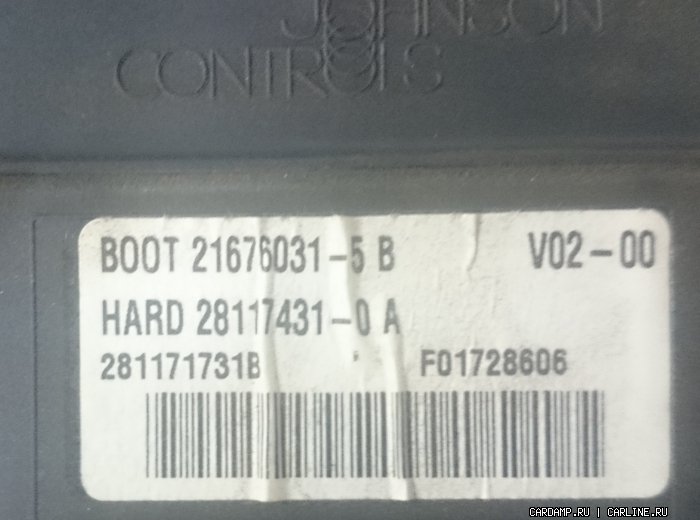 JOHNSON
CONTROLS
BOOT 21676031-5 B V02-00
HARD 28117431-0 A
281171731B F01728606
CARDAMP.RU | CARLINE.RU